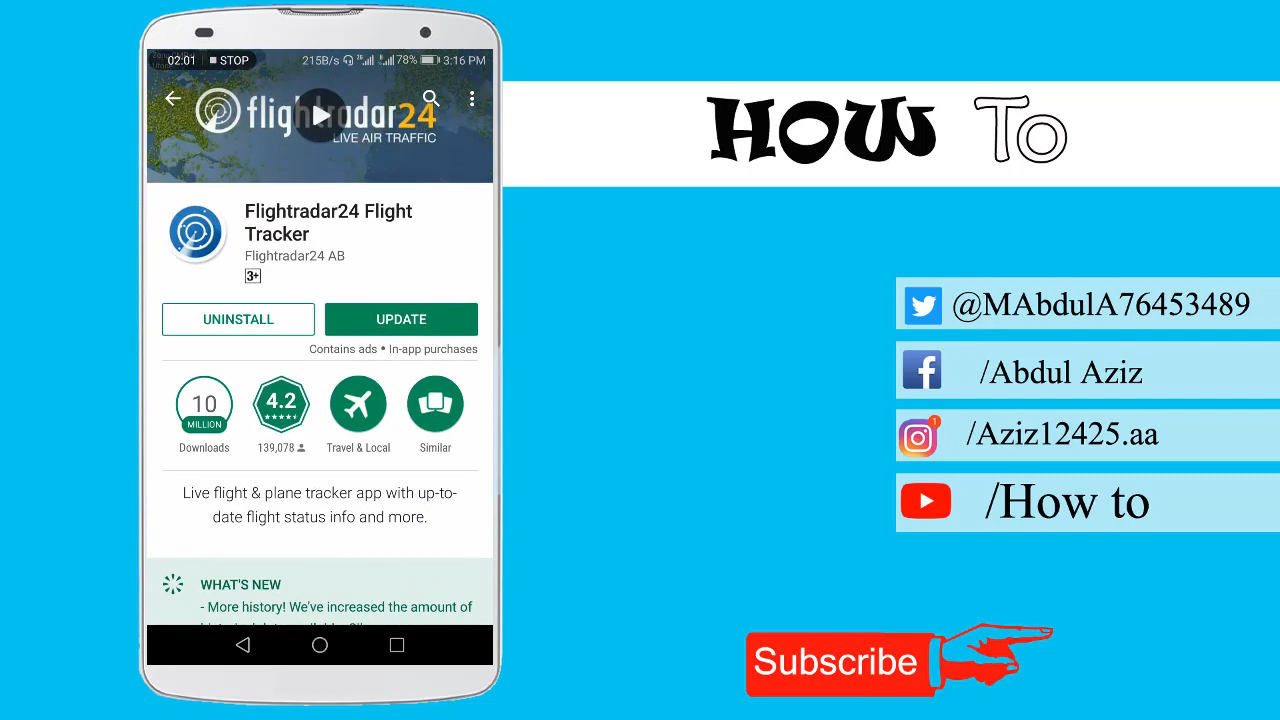 02:01 STOP 215B/s 78% 3:16 PM
flightradar24
LIVE AIR TRAFFIC
Flightradar24 Flight
Tracker
Flightradar24 AB
3+
UNINSTALL UPDATE
Contains ads • In-app purchases
10
MILLION
4.2
Downloads 139,078 Travel & Local Similar
Live flight & plane tracker app with up-to-
date flight status info and more.
WHAT'S NEW
- More history! We've increased the amount of
HOW To
@MAbdulA76453489
/Abdul Aziz
/Aziz12425.aa
/How to
Subscribe